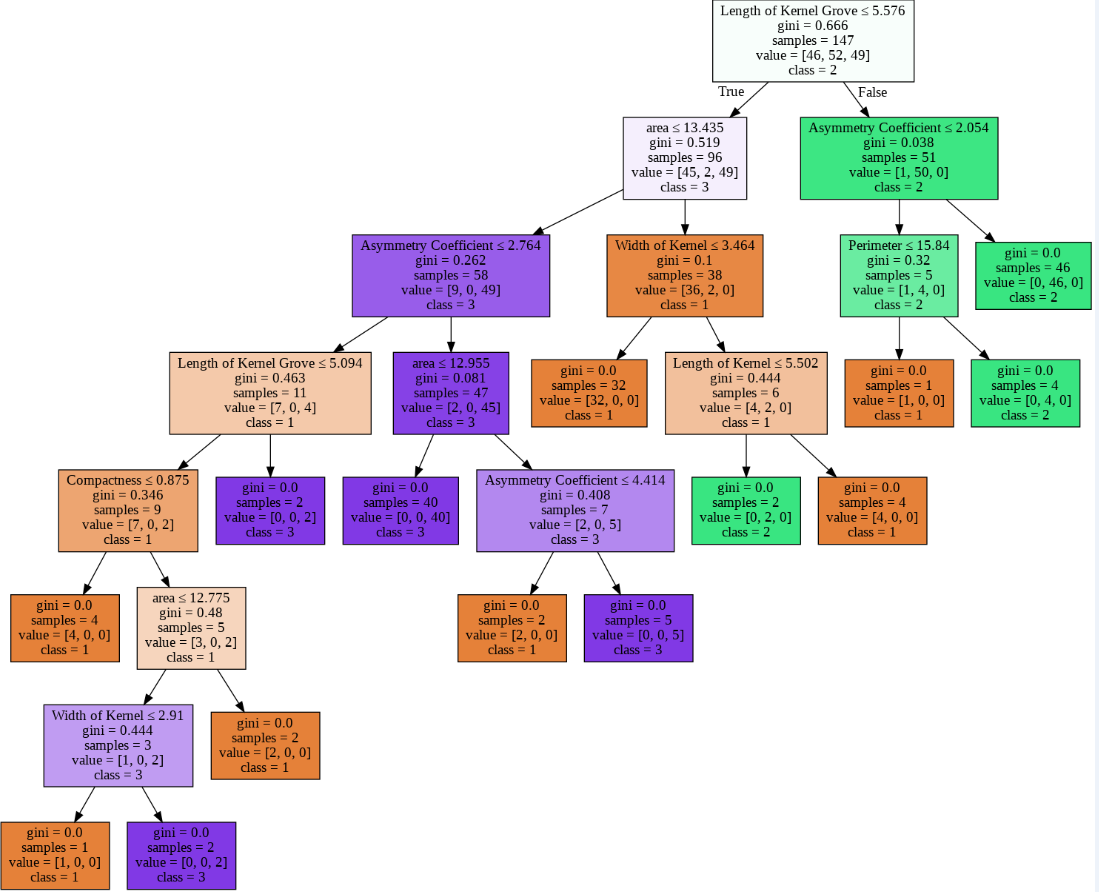 Length of Kernel Grove ≤ 5.576
gini = 0.666
samples = 147
value = [46, 52, 49]
class = 2
True
False
area ≤ 13.435
gini = 0.519
samples = 96
value = [45, 2, 49]
class = 3
Asymmetry Coefficient ≤ 2.054
gini = 0.038
samples = 51
value = [1, 50, 0]
class = 2
Asymmetry Coefficient ≤ 2.764
gini = 0.262
samples = 58
value = [9, 0, 49]
class = 3
Width of Kernel ≤ 3.464
gini = 0.1
samples = 38
value = [36, 2, 0]
class = 1
Perimeter ≤ 15.84
gini = 0.32
samples = 5
value = [1, 4, 0]
class = 2
gini = 0.0
samples = 46
value = [0, 46, 0]
class = 2
Length of Kernel Grove ≤ 5.094
gini = 0.463
samples = 11
value = [7, 0, 4]
class = 1
area ≤ 12.955
gini = 0.081
samples = 47
value = [2, 0, 45]
class = 3
gini = 0.0
samples = 32
value = [32, 0, 0]
class = 1
Length of Kernel ≤ 5.502
gini = 0.444
samples = 6
value = [4, 2, 0]
class = 1
gini = 0.0
samples = 1
value = [1, 0, 0]
class = 1
gini = 0.0
samples = 4
value = [0, 4, 0]
class = 2
Compactness ≤ 0.875
gini = 0.346
samples = 9
value = [7, 0, 2]
class = 1
gini = 0.0
samples = 2
value = [0, 0, 2]
class = 3
gini = 0.0
samples = 40
value = [0, 0, 40]
class = 3
Asymmetry Coefficient ≤ 4.414
gini = 0.408
samples = 7
value = [2, 0, 5]
class = 3
gini = 0.0
samples = 2
value = [0, 2, 0]
class = 2
gini = 0.0
samples = 4
value = [4, 0, 0]
class = 1
gini = 0.0
samples = 4
value = [4, 0, 0]
class = 1
area ≤ 12.775
gini = 0.48
samples = 5
value = [3, 0, 2]
class = 1
gini = 0.0
samples = 2
value = [2, 0, 0]
class = 1
gini = 0.0
samples = 5
value = [0, 0, 5]
class = 3
Width of Kernel ≤ 2.91
gini = 0.444
samples = 3
value = [1, 0, 2]
class = 3
gini = 0.0
samples = 2
value = [2, 0, 0]
class = 1
gini = 0.0
samples = 1
value = [1, 0, 0]
class = 1
gini = 0.0
samples = 2
value = [0, 0, 2]
class = 3